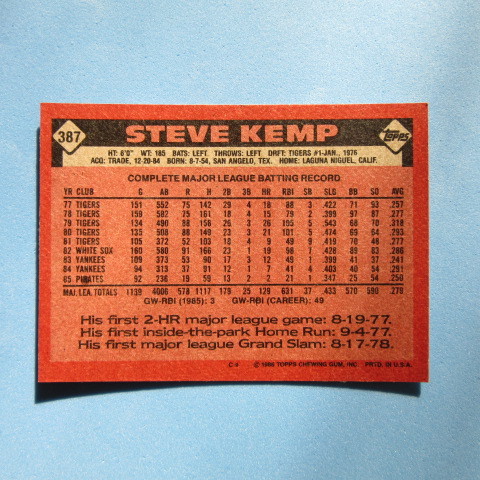 387
STEVE KEMP
topps
HT: 6'0" WT: 185 BATS: LEFT. THROWS: LEFT DRFT: TIGERS #1-JAN., 1976
ACQ: TRADE, 12-20-84 BORN: 8-7-54, SAN ANGELO, TEX. HOME: LAGUNA NIGUEL, CALIF.
COMPLETE MAJOR LEAGUE BATTING RECORD
YR CLUB G AB R H 2B 3B HR RBI SB SLG BB SO AVG
77 TIGERS 151 552 75 142 29 4 18 88 3 .422 71 93 .257
78 TIGERS 159 582 75 161 18 4 15 79 2 .399 97 87 .277
79 TIGERS 134 490 88 156 26 3 26 105 5 .543 68 70 .318
80 TIGERS 135 508 88 149 23 3 21 101 5 .474 69 64 .293
81 TIGERS 105 372 52 103 18 4 9 49 9 .419 70 48 .277
82 WHITE SOX 160 580 91 166 23 1 19 98 7 .428 89 83 .286
83 YANKEES 109 373 53 90 17 3 12 49 1 .399 41 37 .241
84 YANKEES 94 313 37 91 12 1 7 41 4 .403 40 54 .291
85 PIRATES 92 236 19 59 13 2 2 21 1 .347 25 54 .250
MAJ. LEA. TOTALS 1139 4006 578 1117 179 25 129 631 37 .433 570 590 .279
GW-RBI (1985): 3 GW-RBI (CAREER): 49
His first 2-HR major league game: 8-19-77.
His first inside-the-park Home Run: 9-4-77.
His first major league Grand Slam: 8-17-78.
C-4 © 1986 TOPPS CHEWING GUM, INC. PRTD. IN U.S.A.